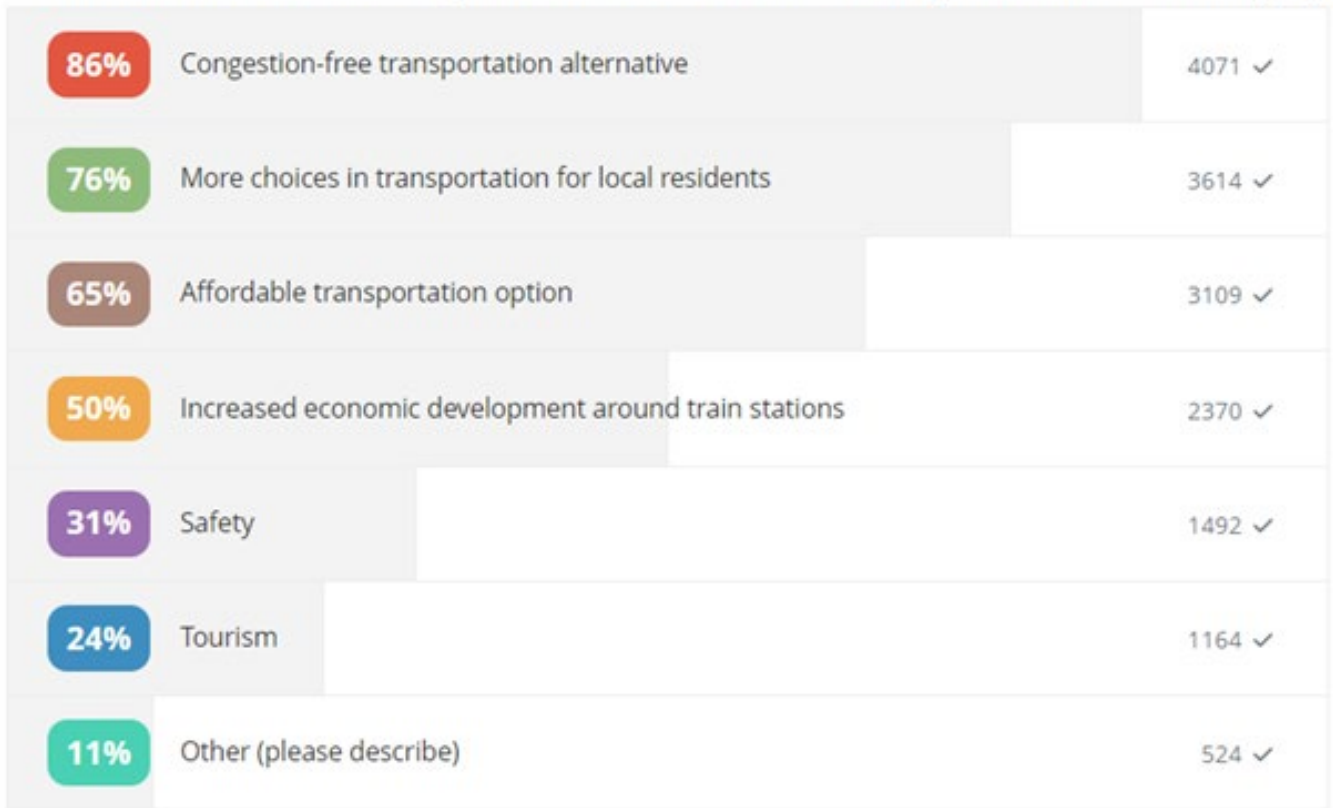 86% Congestion-free transportation alternative 4071 ✓
76% More choices in transportation for local residents 3614 ✓
65% Affordable transportation option 3109 ✓
50% Increased economic development around train stations 2370 ✓
31% Safety 1492 ✓
24% Tourism 1164 ✓
11% Other (please describe) 524 ✓